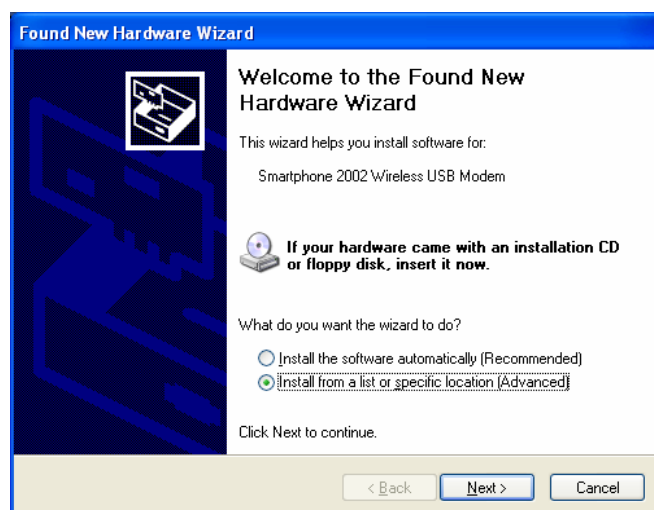 Found New Hardware Wizard
Welcome to the Found New
Hardware Wizard
This wizard helps you install software for:
Smartphone 2002 Wireless USB Modem
If your hardware came with an installation CD
or floppy disk, insert it now.
What do you want the wizard to do?
Install the software automatically (Recommended)
Install from a list or specific location (Advanced)
Click Next to continue.
< Back
Next >
Cancel